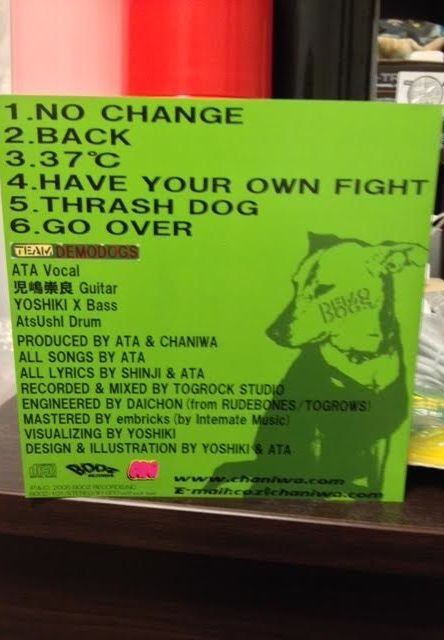 1.NO CHANGE
2.BACK
3.37℃
4.HAVE YOUR OWN FIGHT
5.THRASH DOG
6.GO OVER
TEAM DEMODOGS
ATA Vocal
児嶋崇良 Guitar
YOSHIKI X Bass
AtsUshI Drum
PRODUCED BY ATA & CHANIWA
ALL SONGS BY ATA
ALL LYRICS BY SHINJI & ATA
RECORDED & MIXED BY TOGROCK STUDIO
ENGINEERED BY DAICHON (from RUDEBONES/TOGROWS)
MASTERED BY embricks (by Intemate Music)
VISUALIZING BY YOSHIKI
DESIGN & ILLUSTRATION BY YOSHIKI & ATA
DEMO
DOGS
www.chaniwa.com